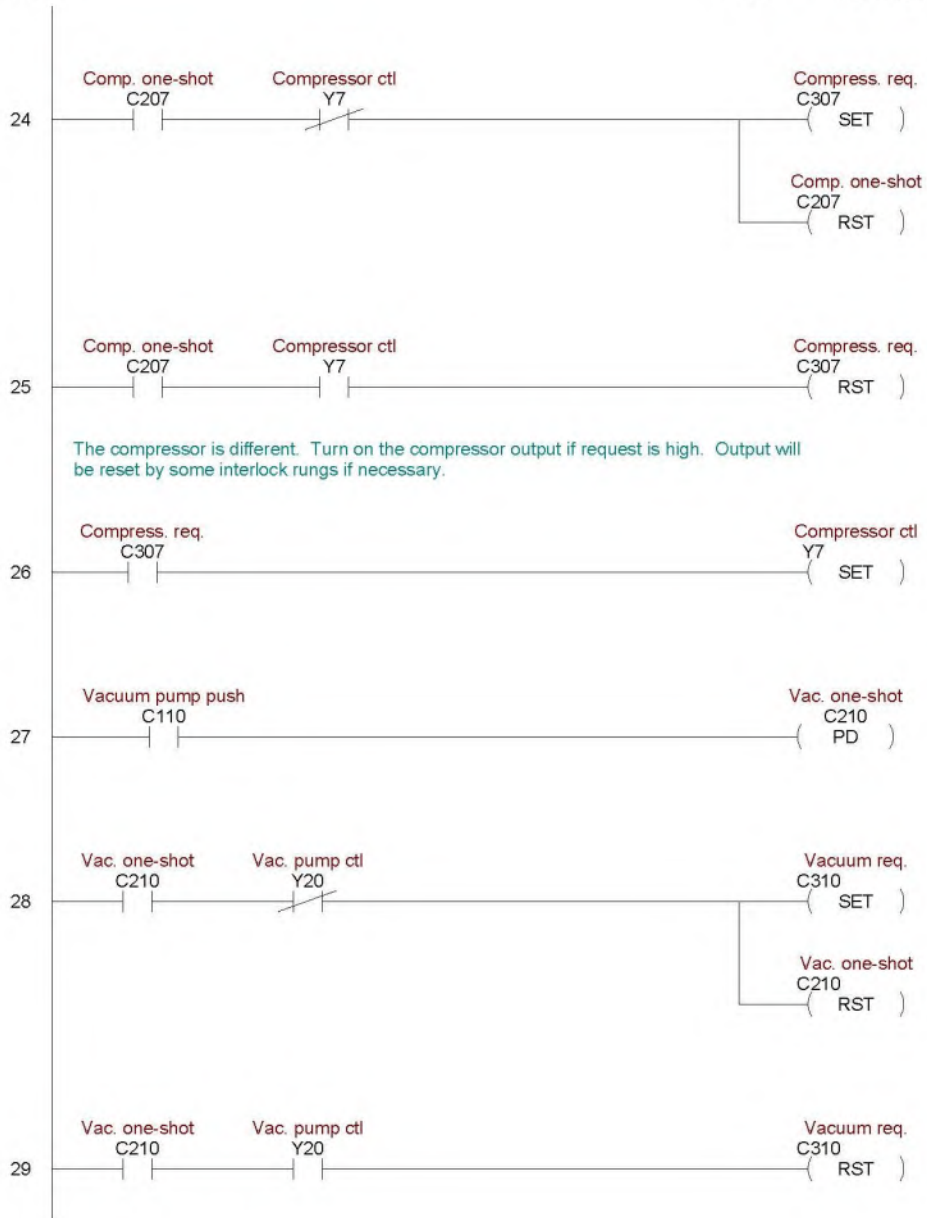 Comp. one-shot Compressor ctl Compress. req.
C207 Y7 C307
24 SET
Comp. one-shot
C207
RST
Comp. one-shot Compressor ctl Compress. req.
C207 Y7 C307
25 RST
The compressor is different. Turn on the compressor output if request is high. Output will
be reset by some interlock rungs if necessary.
Compress. req. Compressor ctl
C307 Y7
26 SET
Vacuum pump push Vac. one-shot
C110 C210
27 PD
Vac. one-shot Vac. pump ctl Vacuum req.
C210 Y20 C310
28 SET
Vac. one-shot
C210
RST
Vac. one-shot Vac. pump ctl Vacuum req.
C210 Y20 C310
29 RST